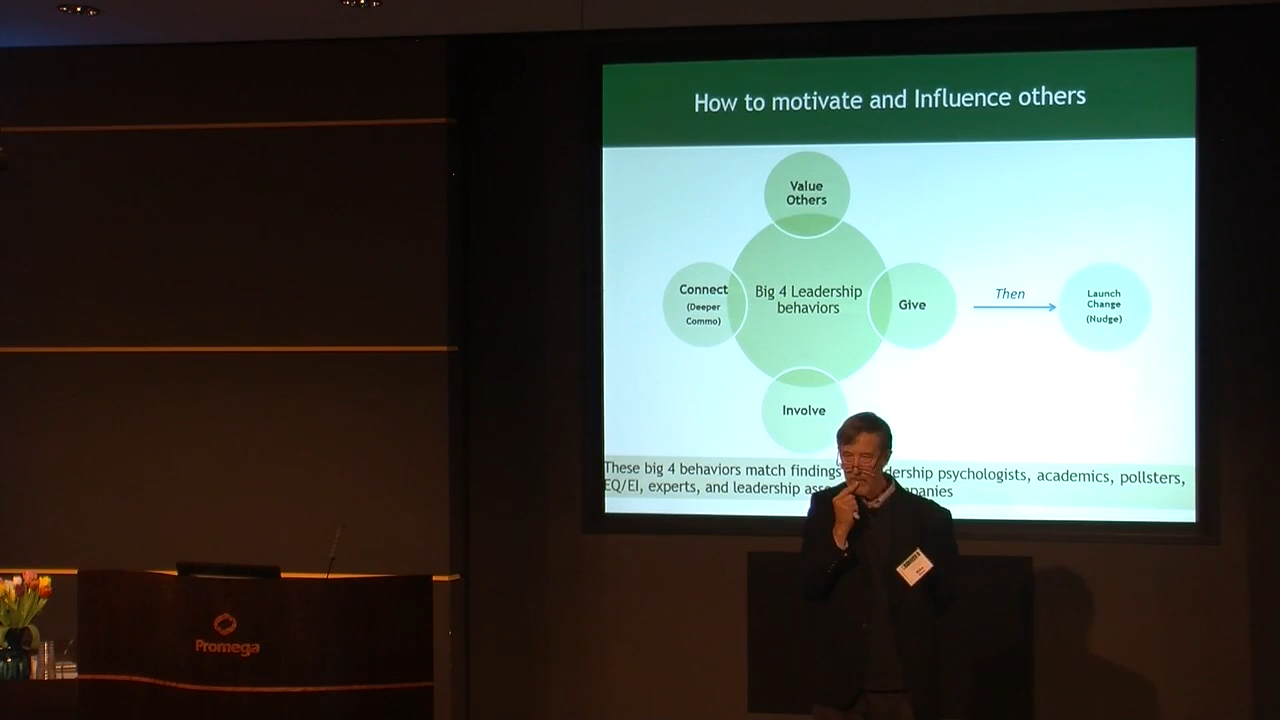 How to motivate and Influence others
Value
Others
Connect
(Deeper
Commo)
Big 4 Leadership
behaviors
Give
Then
Launch
Change
(Nudge)
Involve
These big 4 behaviors match findings dership psychologists, academics, pollsters,
EQ/EI, experts, and leadership ass panies
Promega